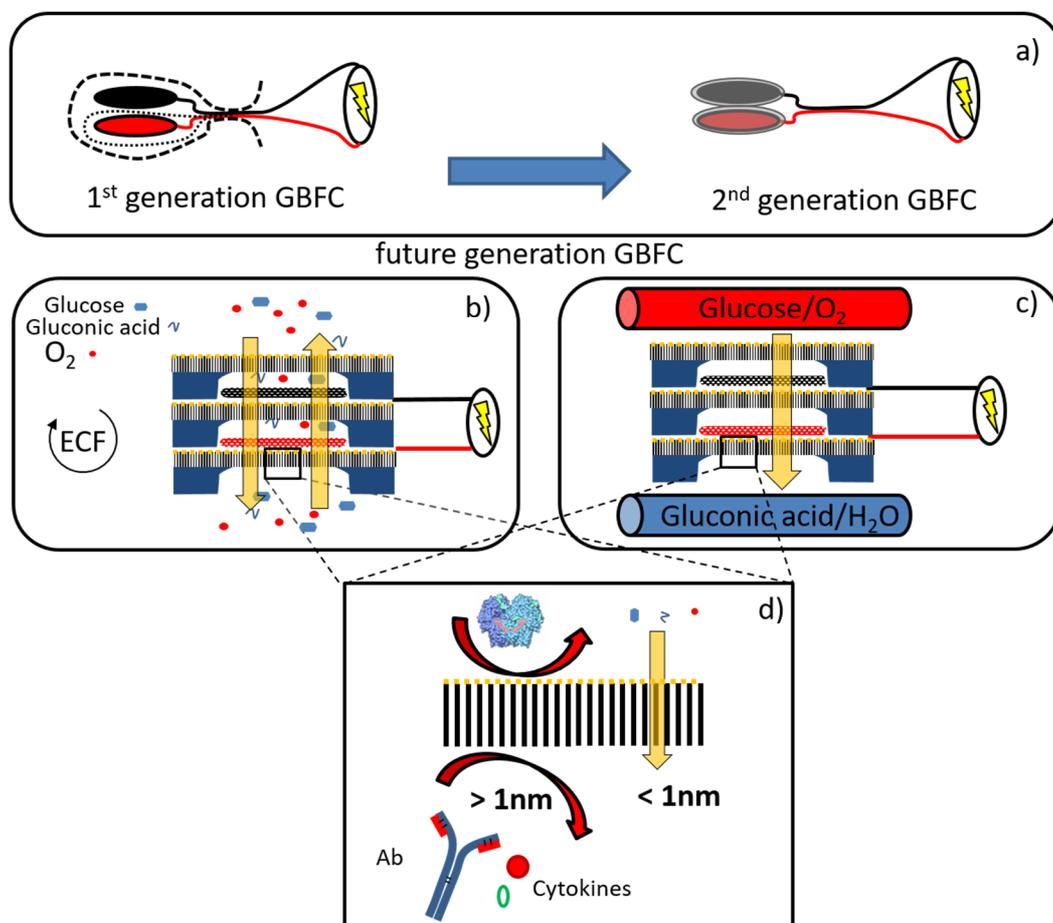 a)
1st generation GBFC
2nd generation GBFC
future generation GBFC
b)
Glucose
Gluconic acid
O2
ECF
c)
Glucose/O2
Gluconic acid/H2O
d)
> 1nm
< 1nm
Ab
Cytokines